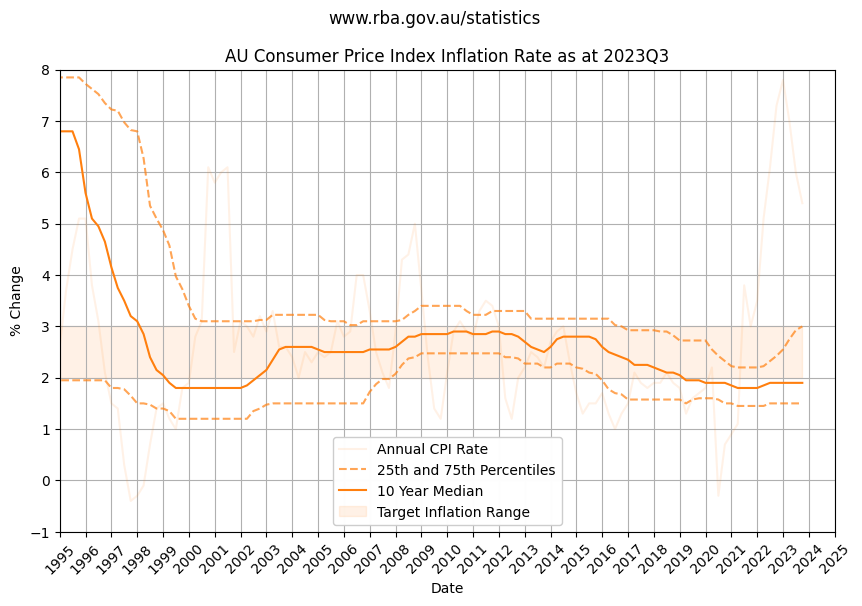 www.rba.gov.au/statistics
AU Consumer Price Index Inflation Rate as at 2023Q3
8
7
6
5
4
3
2
1
0
−1
% Change
Annual CPI Rate
25th and 75th Percentiles
10 Year Median
Target Inflation Range
1995 1996 1997 1998 1999 2000 2001 2002 2003 2004 2005 2006 2007 2008 2009 2010 2011 2012 2013 2014 2015 2016 2017 2018 2019 2020 2021 2022 2023 2024 2025
Date